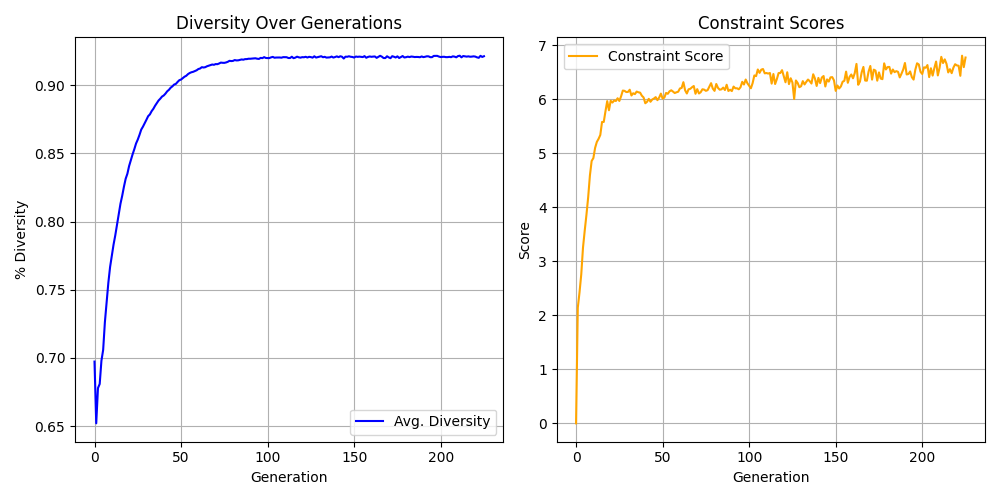 Diversity Over Generations
% Diversity
0.90
0.85
0.80
0.75
0.70
0.65
0 50 100 150 200
Generation
Avg. Diversity
Constraint Scores
Score
7
6
5
4
3
2
1
0
0 50 100 150 200
Generation
Constraint Score